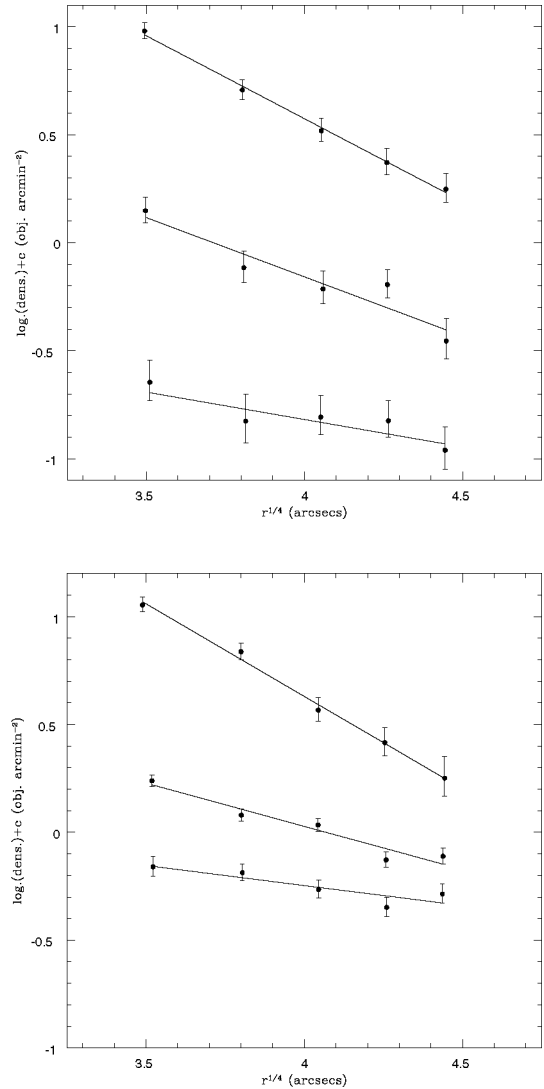 1
0.5
0
-0.5
-1
log.(dens.)+c (obj. arcmin⁻²)
3.5 4 4.5
r^1/4 (arcsecs)
1
0.5
0
-0.5
-1
log.(dens.)+c (obj. arcmin⁻²)
3.5 4 4.5
r^1/4 (arcsecs)